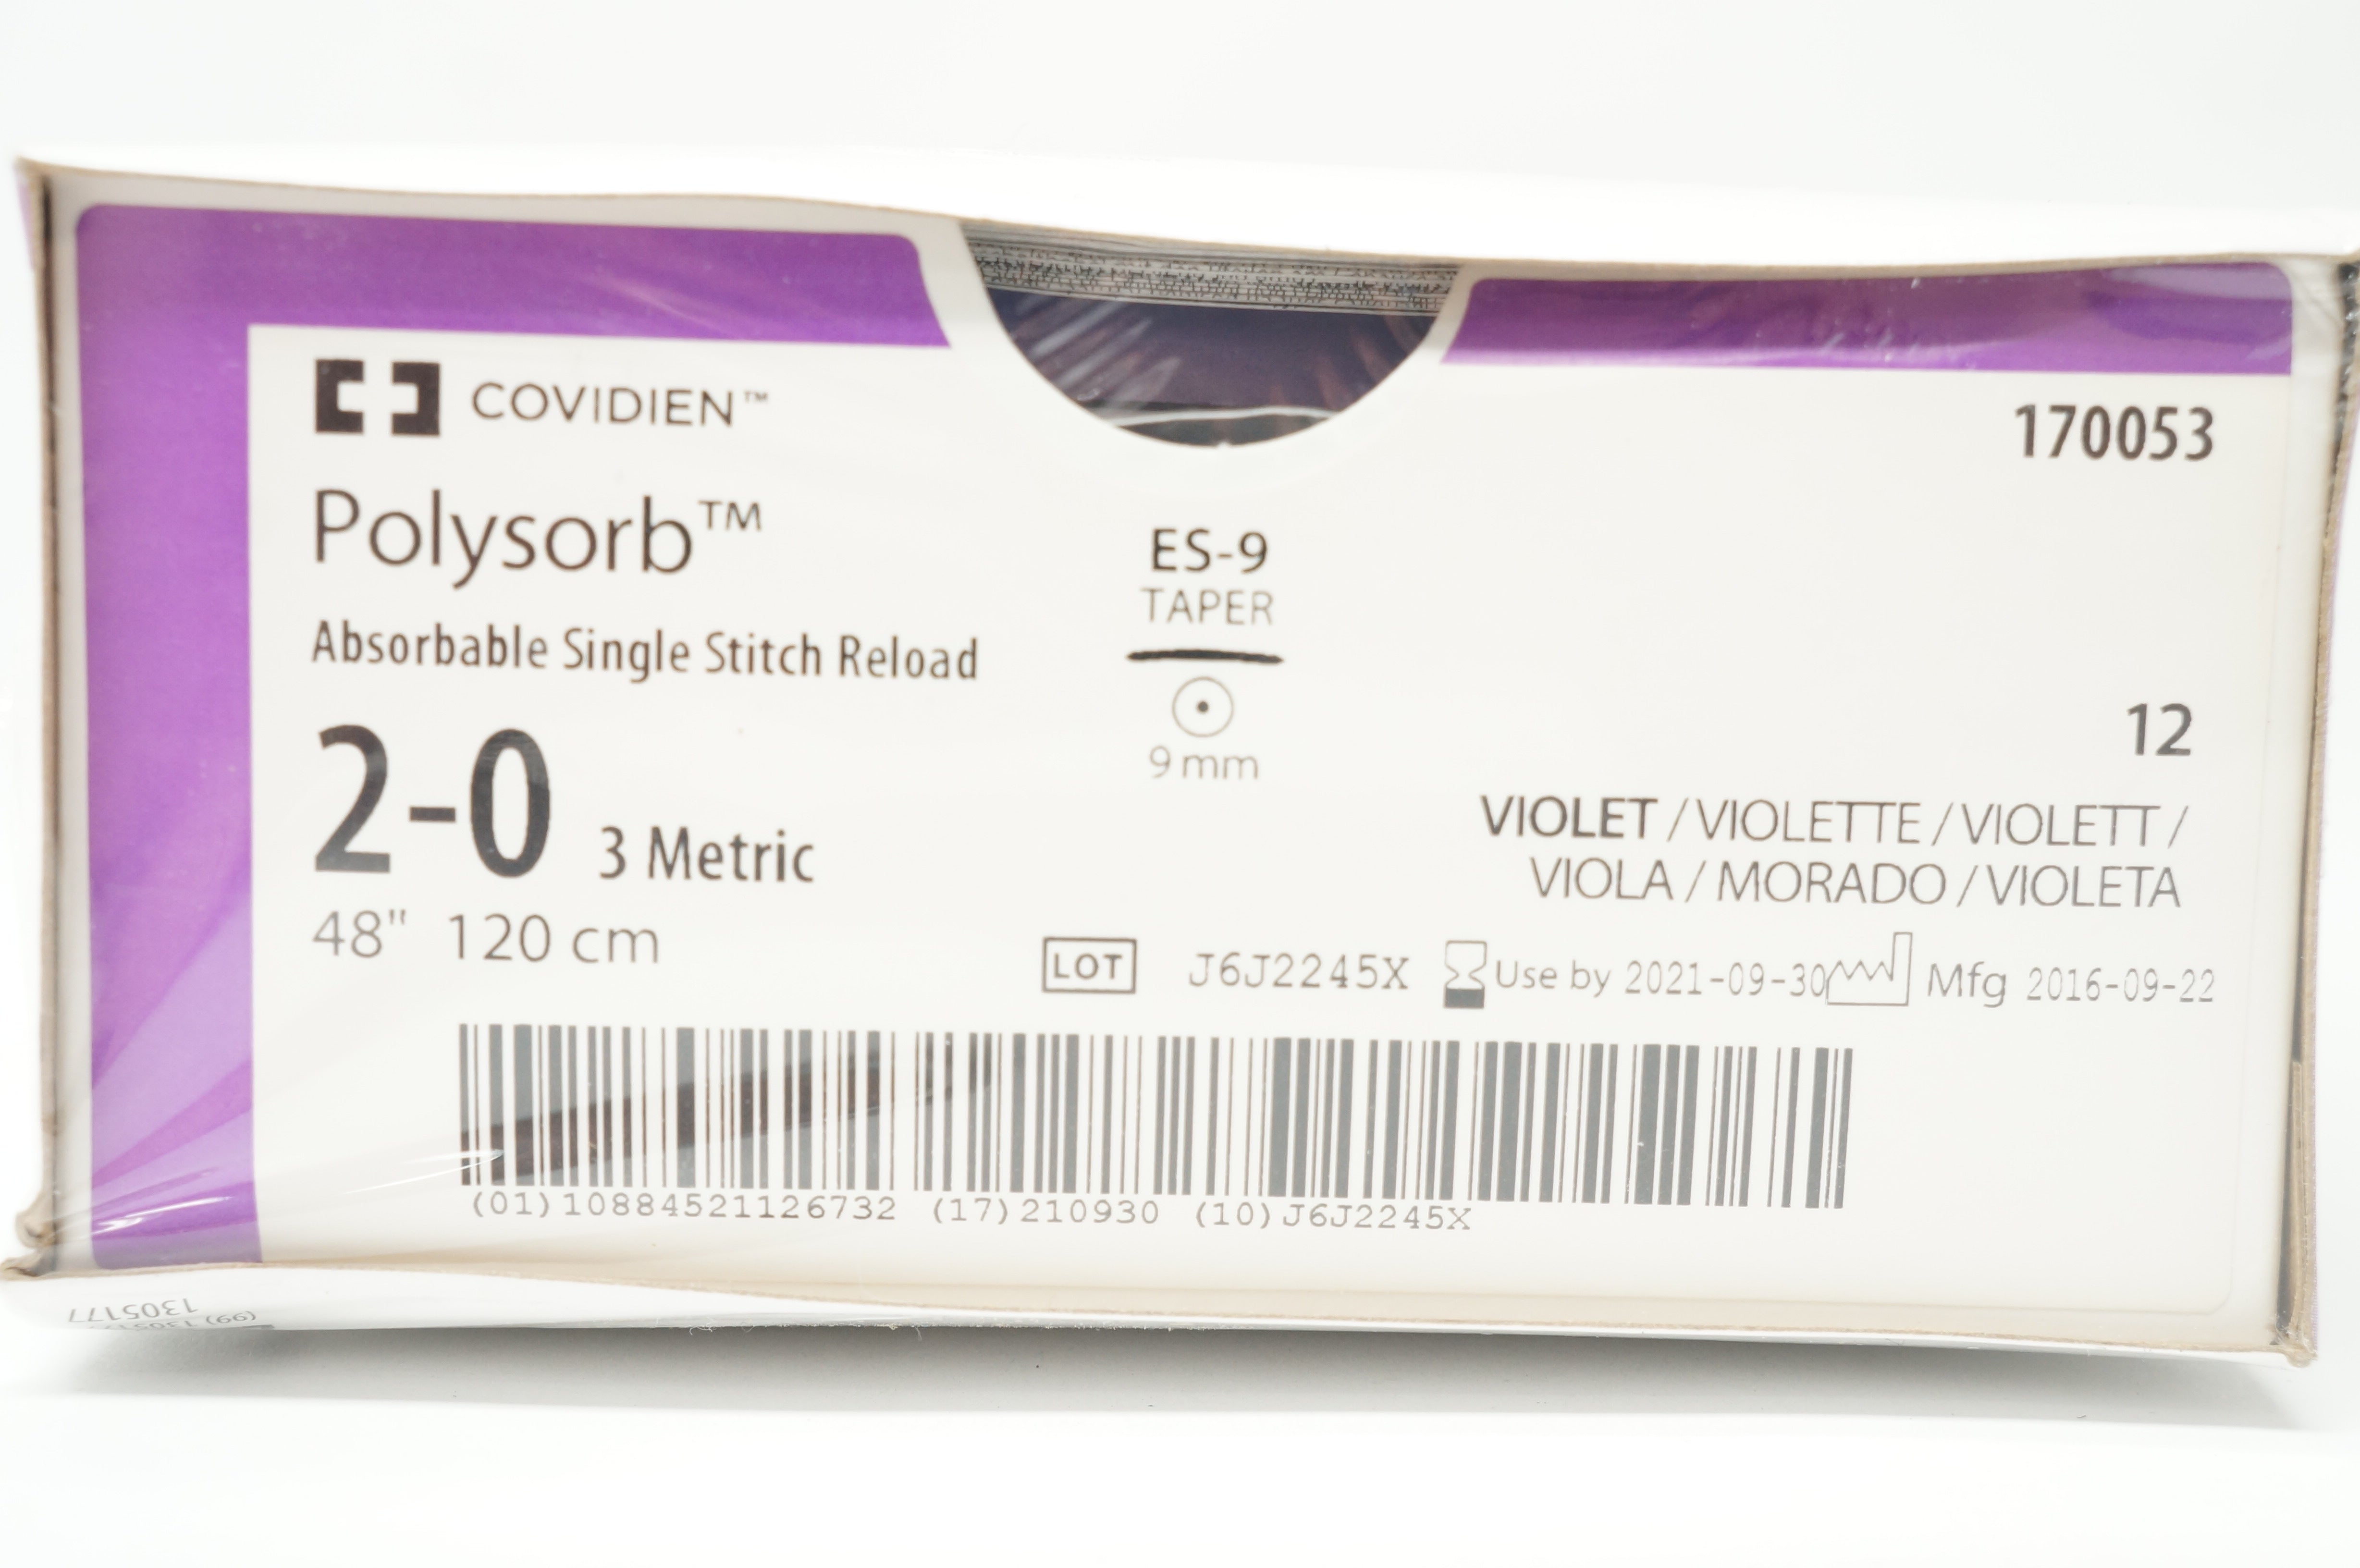 COVIDIEN™
170053
Polysorb™
Absorbable Single Stitch Reload
ES-9
TAPER
9 mm
2-0 3 Metric
48" 120 cm
12
VIOLET / VIOLETTE / VIOLETT /
VIOLA / MORADO / VIOLETA
LOT J6J2245X Use by 2021-09-30 Mfg 2016-09-22
(01)10884521126732 (17)210930 (10)J6J2245X
1305177